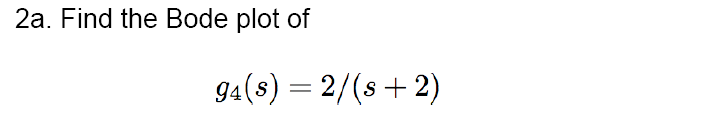 2a. Find the Bode plot of
g₄(s) = 2/(s + 2)